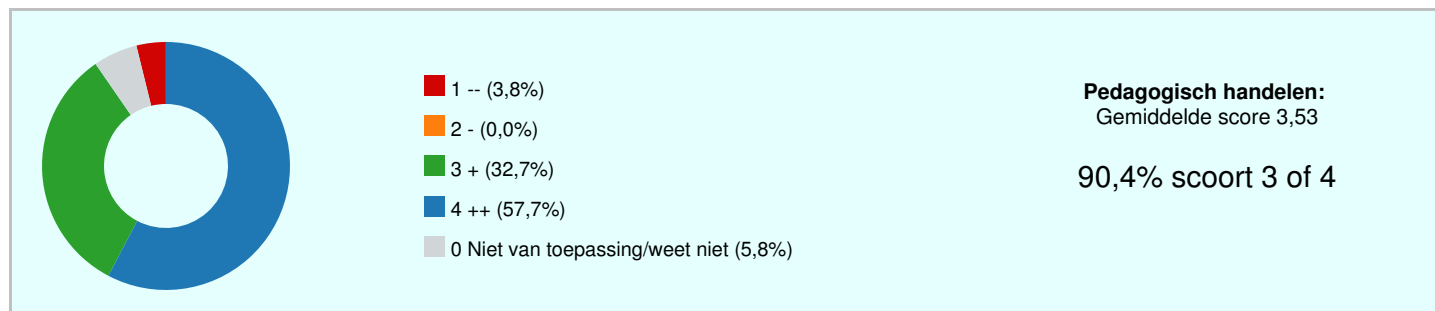 1 -- (3,8%)
2 - (0,0%)
3 + (32,7%)
4 ++ (57,7%)
0 Niet van toepassing/weet niet (5,8%)
Pedagogisch handelen:
Gemiddelde score 3,53
90,4% scoort 3 of 4